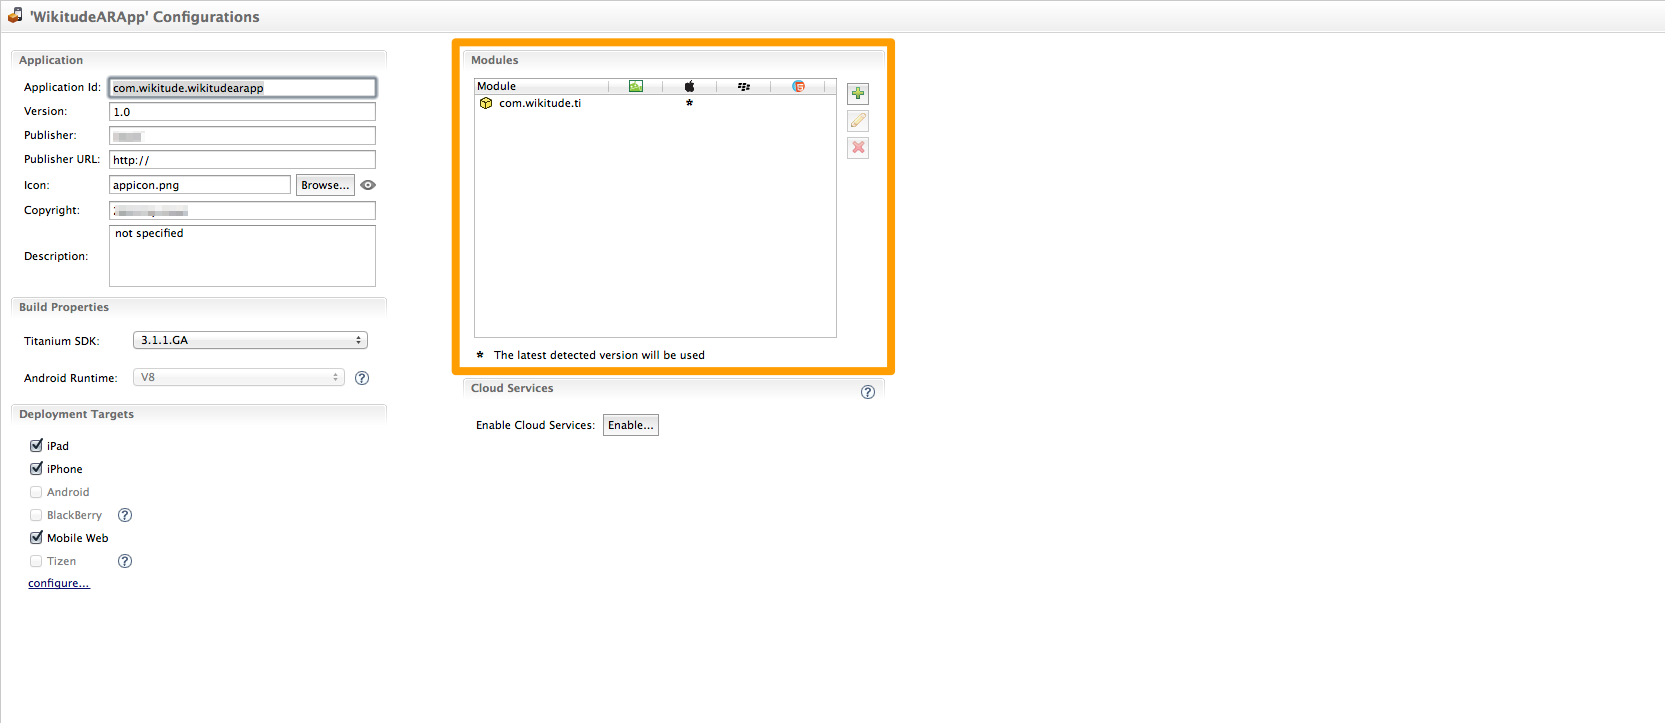 'WikitudeARApp' Configurations
Application
Application Id: com.wikitude.wikitudearapp
Version: 1.0
Publisher:
Publisher URL: http://
Icon: appicon.png Browse...
Copyright:
Description: not specified
Build Properties
Titanium SDK: 3.1.1.GA
Android Runtime: V8 ?
Deployment Targets
iPad
iPhone
Android
BlackBerry ?
Mobile Web
Tizen ?
configure...
Modules
Module
com.wikitude.ti *
* The latest detected version will be used
Cloud Services ?
Enable Cloud Services: Enable...